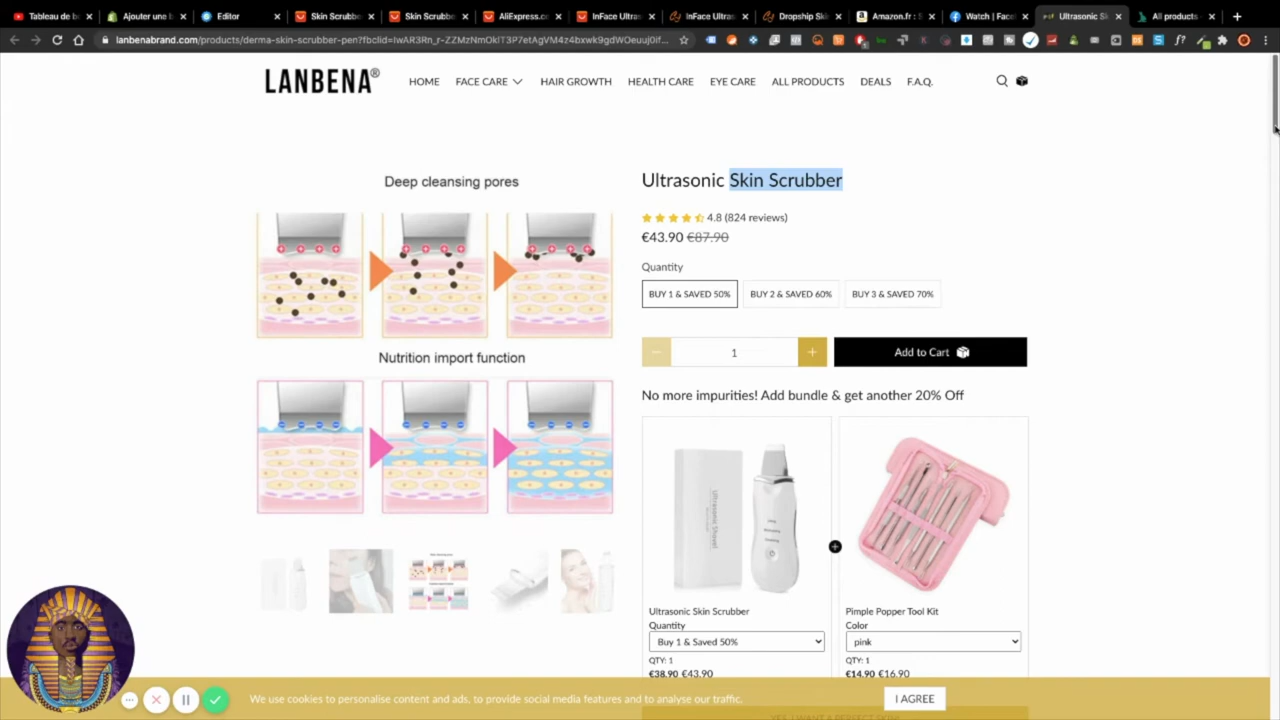 Tableau de bo
Ajouter une b
Editor
Skin Scrubbe
Skin Scrubbe
AliExpress.co
InFace Ultras
InFace Ultras
Dropship Ski
Amazon.fr : S
Watch | Fac
Ultrasonic Sk
All products
lanbenabrand.com/products/derma-skin-scrubber-pen?fbclid=IwAR3Rn_r-ZZMzNmOklT3P7etAgVM4z4bxwk9gdWOeuuj0if...
LANBENA®
HOME
FACE CARE
HAIR GROWTH
HEALTH CARE
EYE CARE
ALL PRODUCTS
DEALS
F.A.Q.
Deep cleansing pores
Nutrition import function
Ultrasonic Skin Scrubber
4.8 (824 reviews)
€43.90 €87.90
Quantity
BUY 1 & SAVED 50%
BUY 2 & SAVED 60%
BUY 3 & SAVED 70%
1
Add to Cart
No more impurities! Add bundle & get another 20% Off
Ultrasonic Skin Scrubber
Quantity
Buy 1 & Saved 50%
QTY: 1
€38.90 €43.90
Pimple Popper Tool Kit
Color
pink
QTY: 1
€14.90 €16.90
We use cookies to personalise content and ads, to provide social media features and to analyse our traffic.
I AGREE